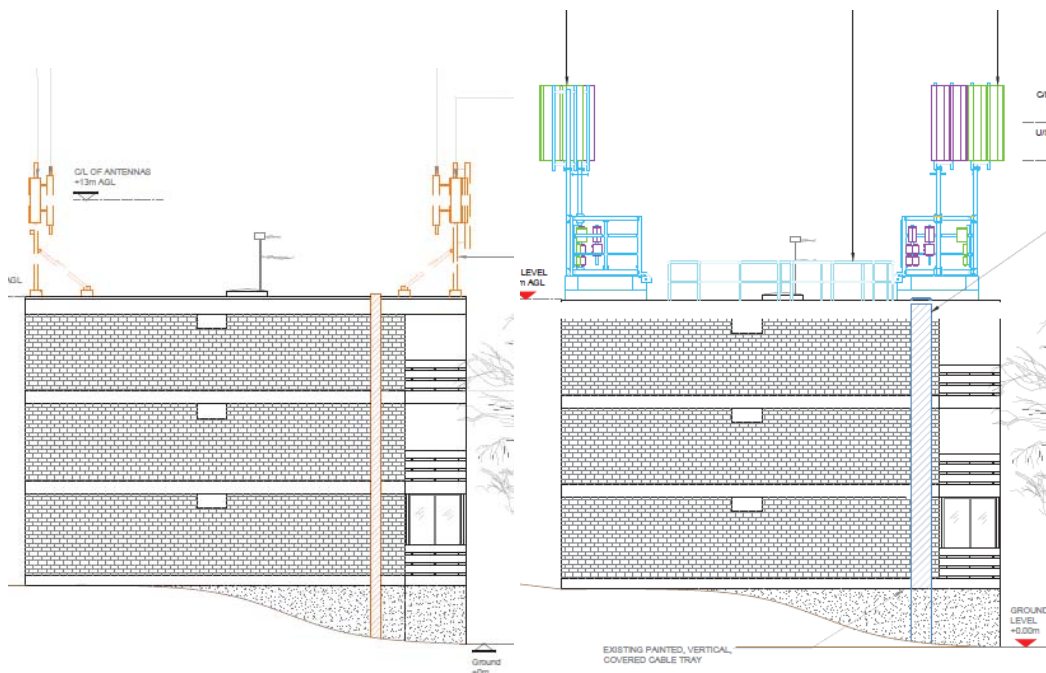 C/L OF ANTENNAS
+13m AGL
AGL
Ground
+0m
LEVEL
m AGL
C/
U/
EXISTING PAINTED, VERTICAL,
COVERED CABLE TRAY
GROUND
LEVEL
+0.00m